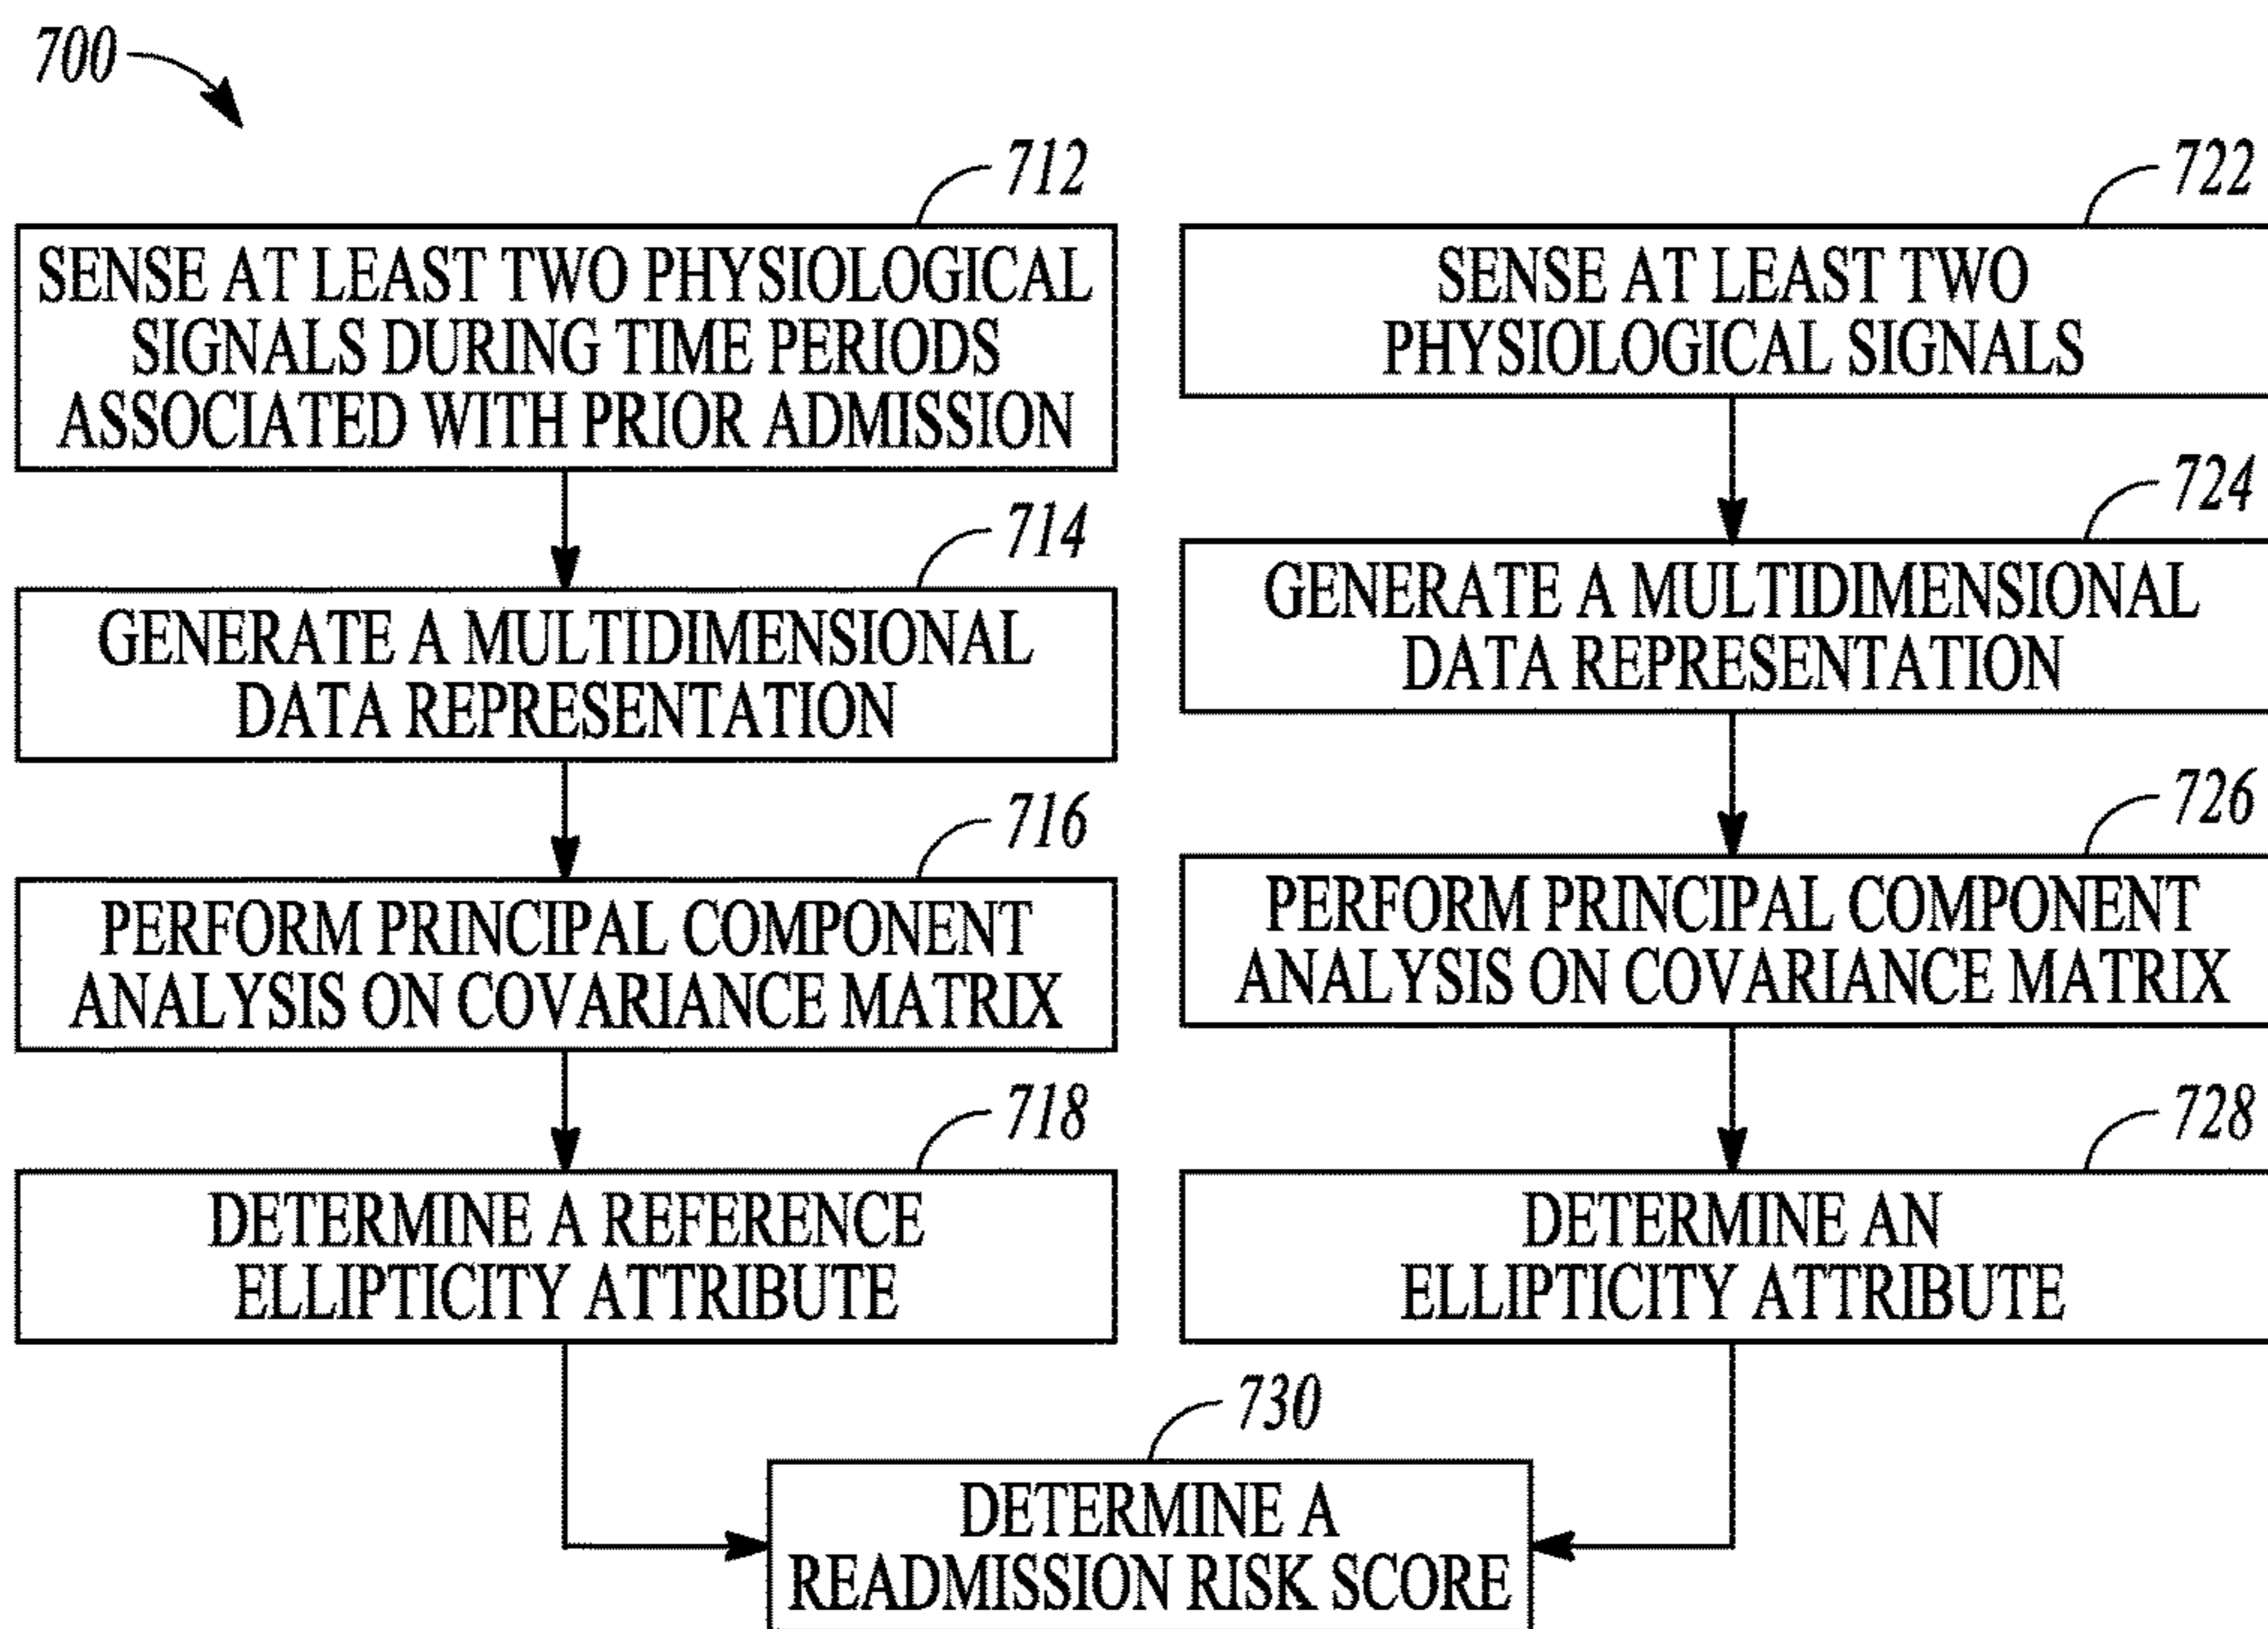 700
712
SENSE AT LEAST TWO PHYSIOLOGICAL
SIGNALS DURING TIME PERIODS
ASSOCIATED WITH PRIOR ADMISSION
714
GENERATE A MULTIDIMENSIONAL
DATA REPRESENTATION
716
PERFORM PRINCIPAL COMPONENT
ANALYSIS ON COVARIANCE MATRIX
718
DETERMINE A REFERENCE
ELLIPTICITY ATTRIBUTE
722
SENSE AT LEAST TWO
PHYSIOLOGICAL SIGNALS
724
GENERATE A MULTIDIMENSIONAL
DATA REPRESENTATION
726
PERFORM PRINCIPAL COMPONENT
ANALYSIS ON COVARIANCE MATRIX
728
DETERMINE AN
ELLIPTICITY ATTRIBUTE
730
DETERMINE A
READMISSION RISK SCORE